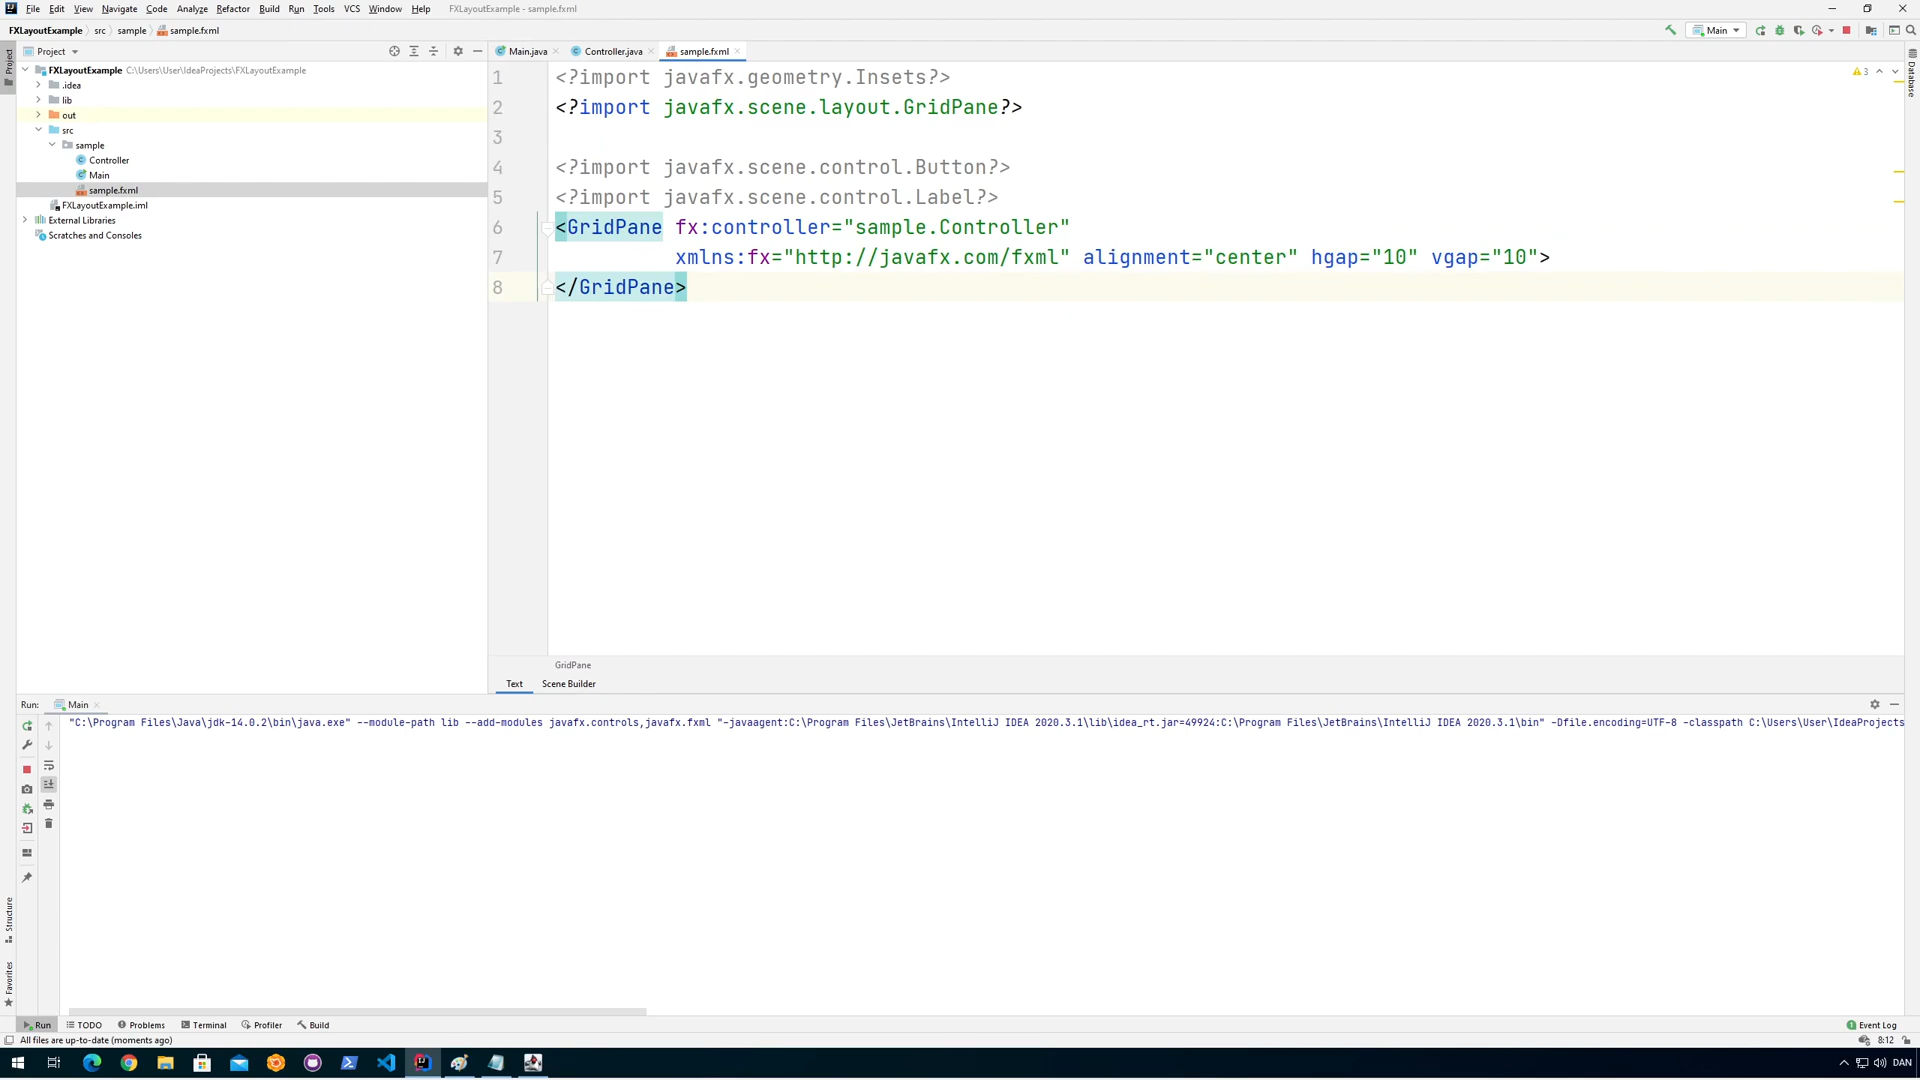 File Edit View Navigate Code Analyze Refactor Build Run Tools VCS Window Help FXLayoutExample - sample.fxml
FXLayoutExample src sample sample.fxml
Main
Project
Main.java Controller.java sample.fxml
Project
Database
FXLayoutExample C:\Users\User\IdeaProjects\FXLayoutExample
.idea
lib
out
src
sample
Controller
Main
sample.fxml
FXLayoutExample.iml
External Libraries
Scratches and Consoles
3
1 <?import javafx.geometry.Insets?>
2 <?import javafx.scene.layout.GridPane?>
3
4 <?import javafx.scene.control.Button?>
5 <?import javafx.scene.control.Label?>
6 <GridPane fx:controller="sample.Controller"
7 xmlns:fx="http://javafx.com/fxml" alignment="center" hgap="10" vgap="10">
8 </GridPane>
GridPane
Text Scene Builder
Run: Main
"C:\Program Files\Java\jdk-14.0.2\bin\java.exe" --module-path lib --add-modules javafx.controls,javafx.fxml "-javaagent:C:\Program Files\JetBrains\IntelliJ IDEA 2020.3.1\lib\idea_rt.jar=49924:C:\Program Files\JetBrains\IntelliJ IDEA 2020.3.1\bin" -Dfile.encoding=UTF-8 -classpath C:\Users\User\IdeaProjects
Structure
Favorites
Run TODO Problems Terminal Profiler Build
1 Event Log
All files are up-to-date (moments ago)
8:12
DAN